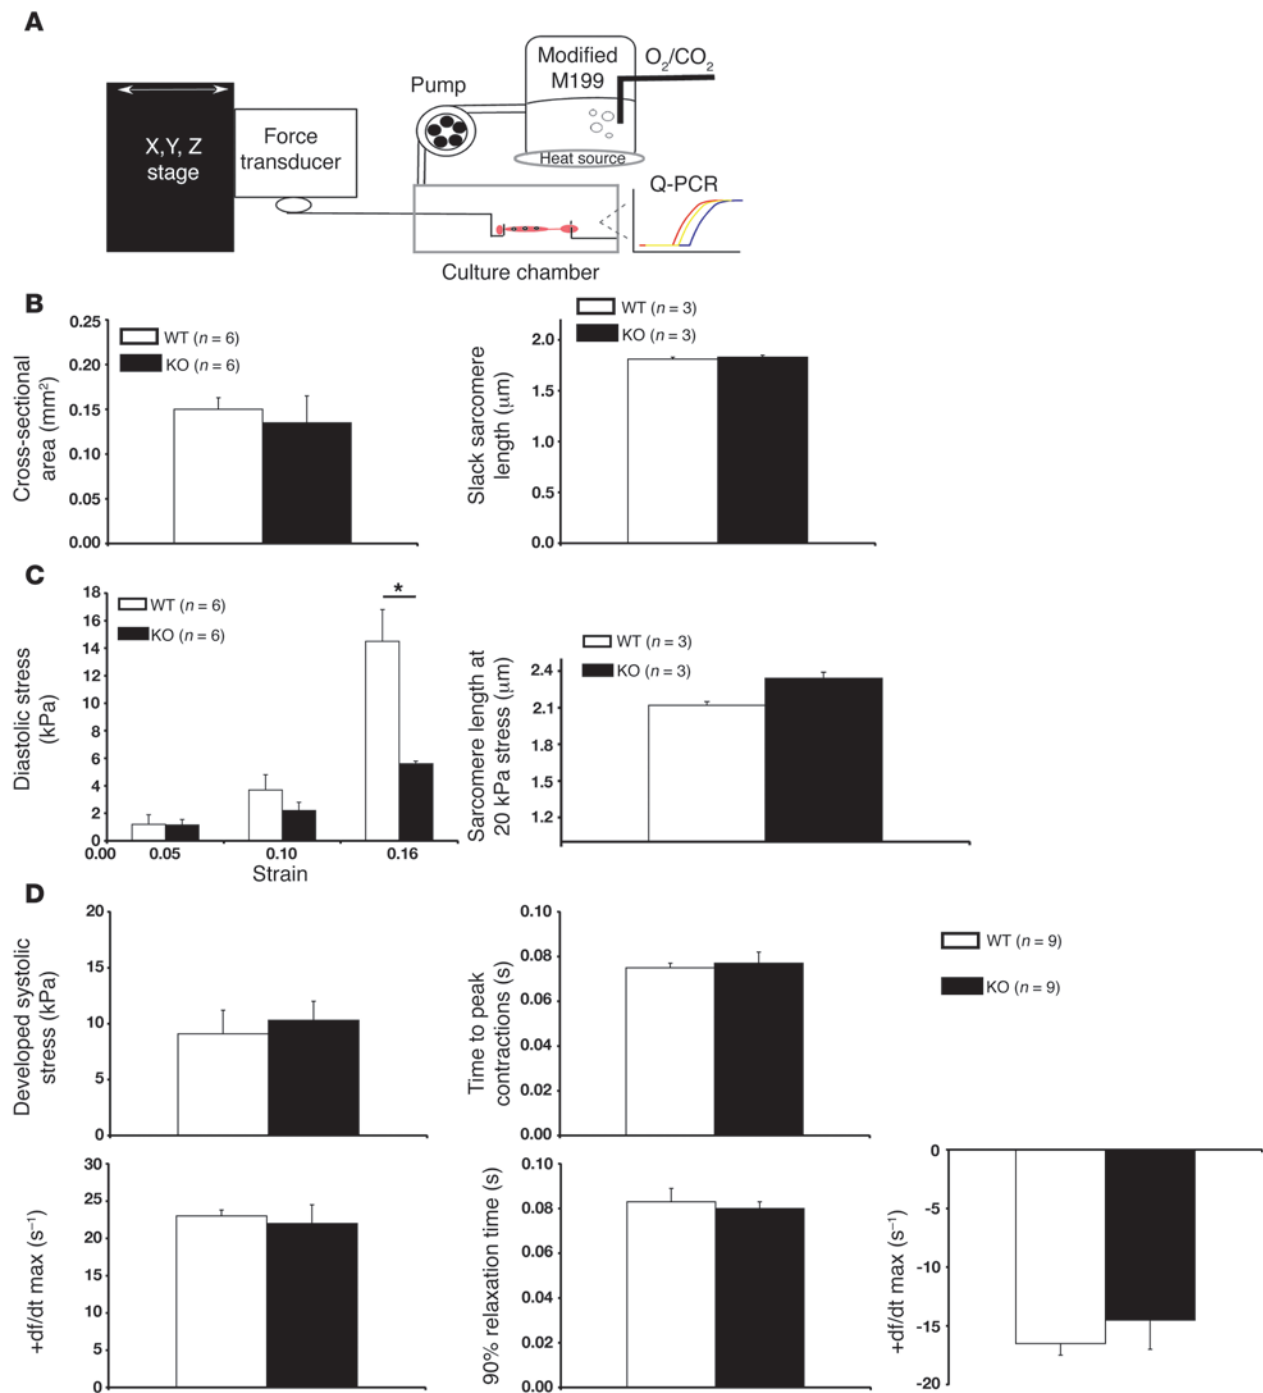 A
X,Y, Z
stage
Force
transducer
Pump
Modified
M199
O2/CO2
Heat source
Q-PCR
Culture chamber
B
Cross-sectional
area (mm²)
0.25
0.20
0.15
0.10
0.05
0.00
WT (n = 6)
KO (n = 6)
Slack sarcomere
length (μm)
2.0
1.5
1.0
0.5
0.0
WT (n = 3)
KO (n = 3)
C
Diastolic stress
(kPa)
18
16
14
12
10
8
6
4
2
0
WT (n = 6)
KO (n = 6)
*
0.00
0.05
0.10
0.16
Strain
Sarcomere length at
20 kPa stress (μm)
2.4
2.1
1.8
1.5
1.2
WT (n = 3)
KO (n = 3)
D
Developed systolic
stress (kPa)
20
15
10
5
0
Time to peak
contractions (s)
0.10
0.08
0.06
0.04
0.02
0.00
WT (n = 9)
KO (n = 9)
+df/dt max (s⁻¹)
30
25
20
15
10
5
0
90% relaxation time (s)
0.10
0.08
0.06
0.04
0.02
0.00
+df/dt max (s⁻¹)
0
-5
-10
-15
-20